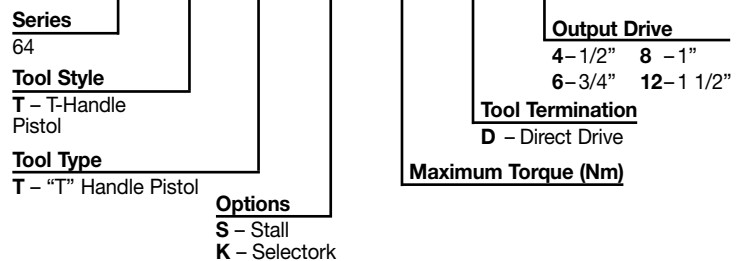 Series
64
Tool Style
T – T-Handle
Pistol
Tool Type
T – “T” Handle Pistol
Options
S – Stall
K – Selectork
Output Drive
4–1/2” 8 –1”
6–3/4” 12–1 1/2”
Tool Termination
D – Direct Drive
Maximum Torque (Nm)